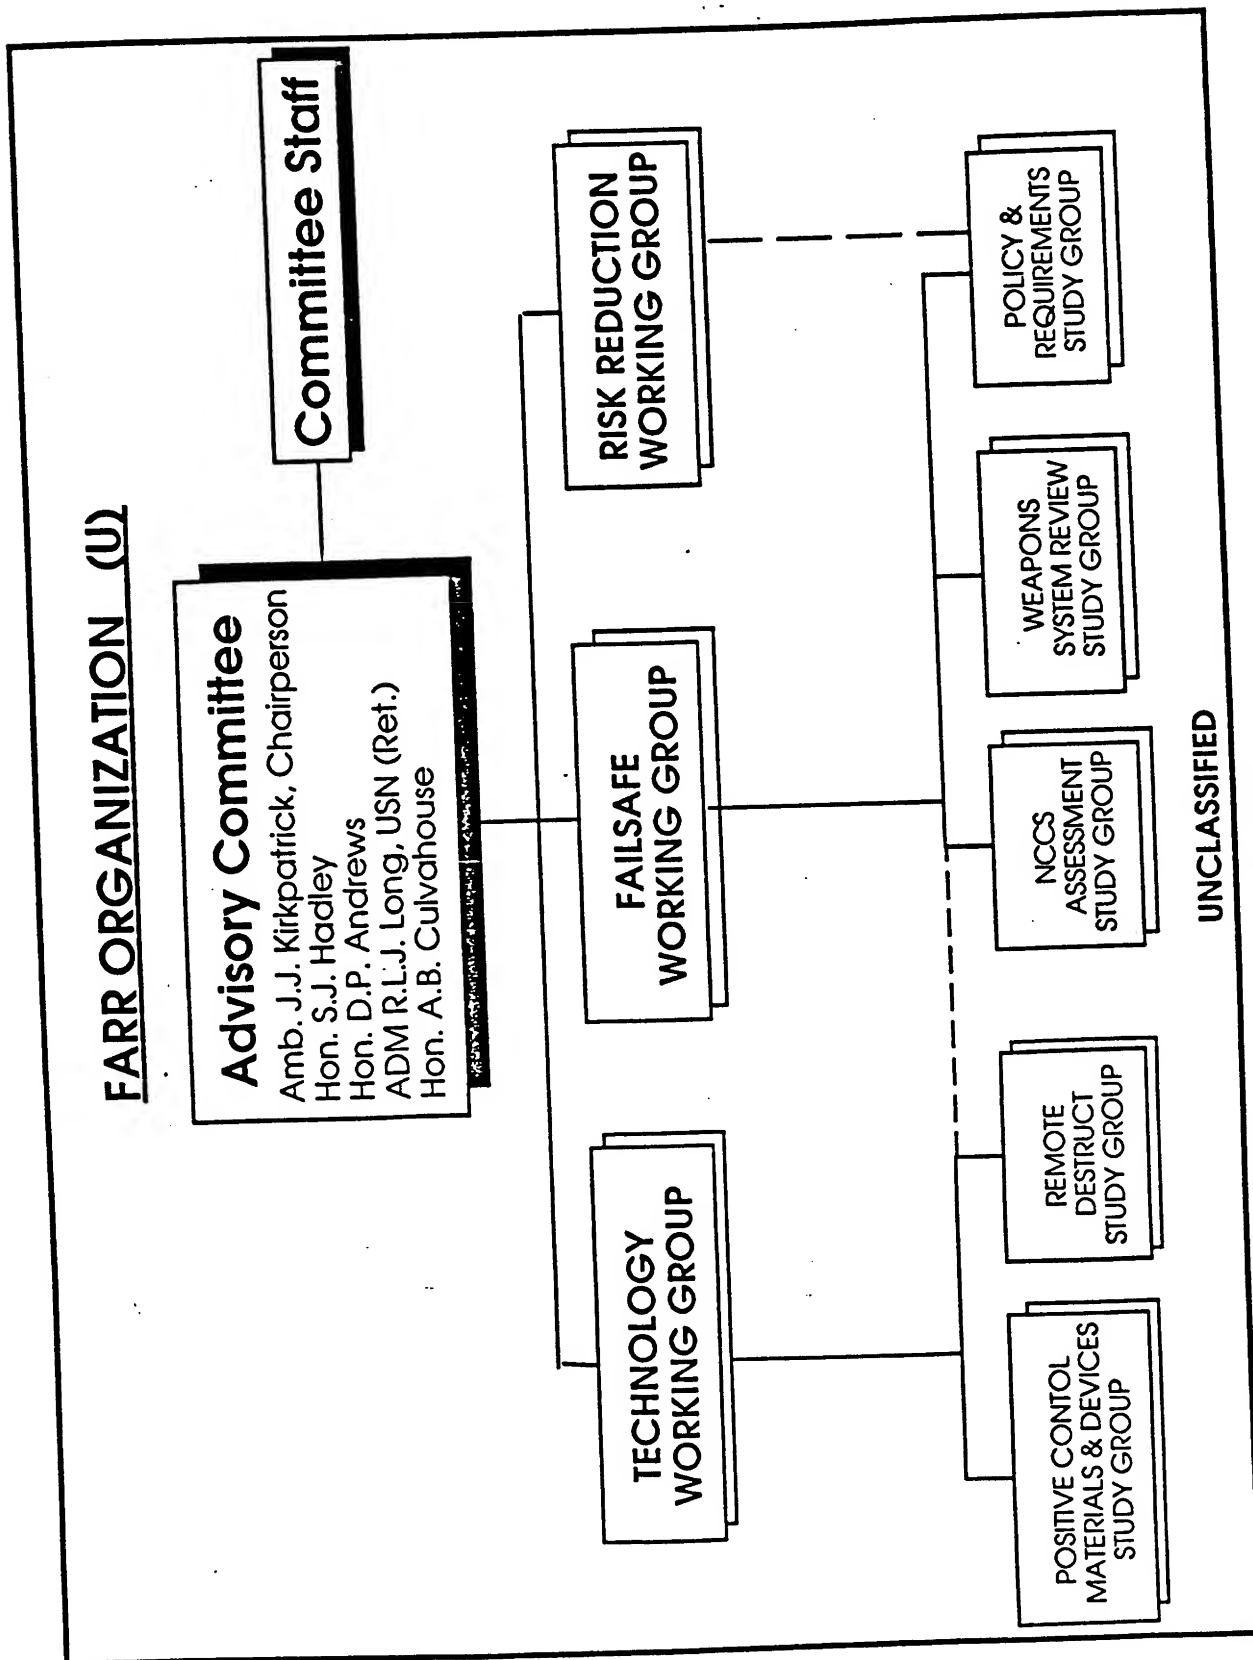 FARR ORGANIZATION (U)
Advisory Committee
Amb. J.J. Kirkpatrick, Chairperson
Hon. S.J. Hadley
Hon. D.P. Andrews
ADM R.L.J. Long, USN (Ret.)
Hon. A.B. Culvahouse
Committee Staff
TECHNOLOGY
WORKING GROUP
FAILSAFE
WORKING GROUP
RISK REDUCTION
WORKING GROUP
POSITIVE CONTOL
MATERIALS & DEVICES
STUDY GROUP
REMOTE
DESTRUCT
STUDY GROUP
NCCS
ASSESSMENT
STUDY GROUP
WEAPONS
SYSTEM REVIEW
STUDY GROUP
POLICY &
REQUIREMENTS
STUDY GROUP
UNCLASSIFIED